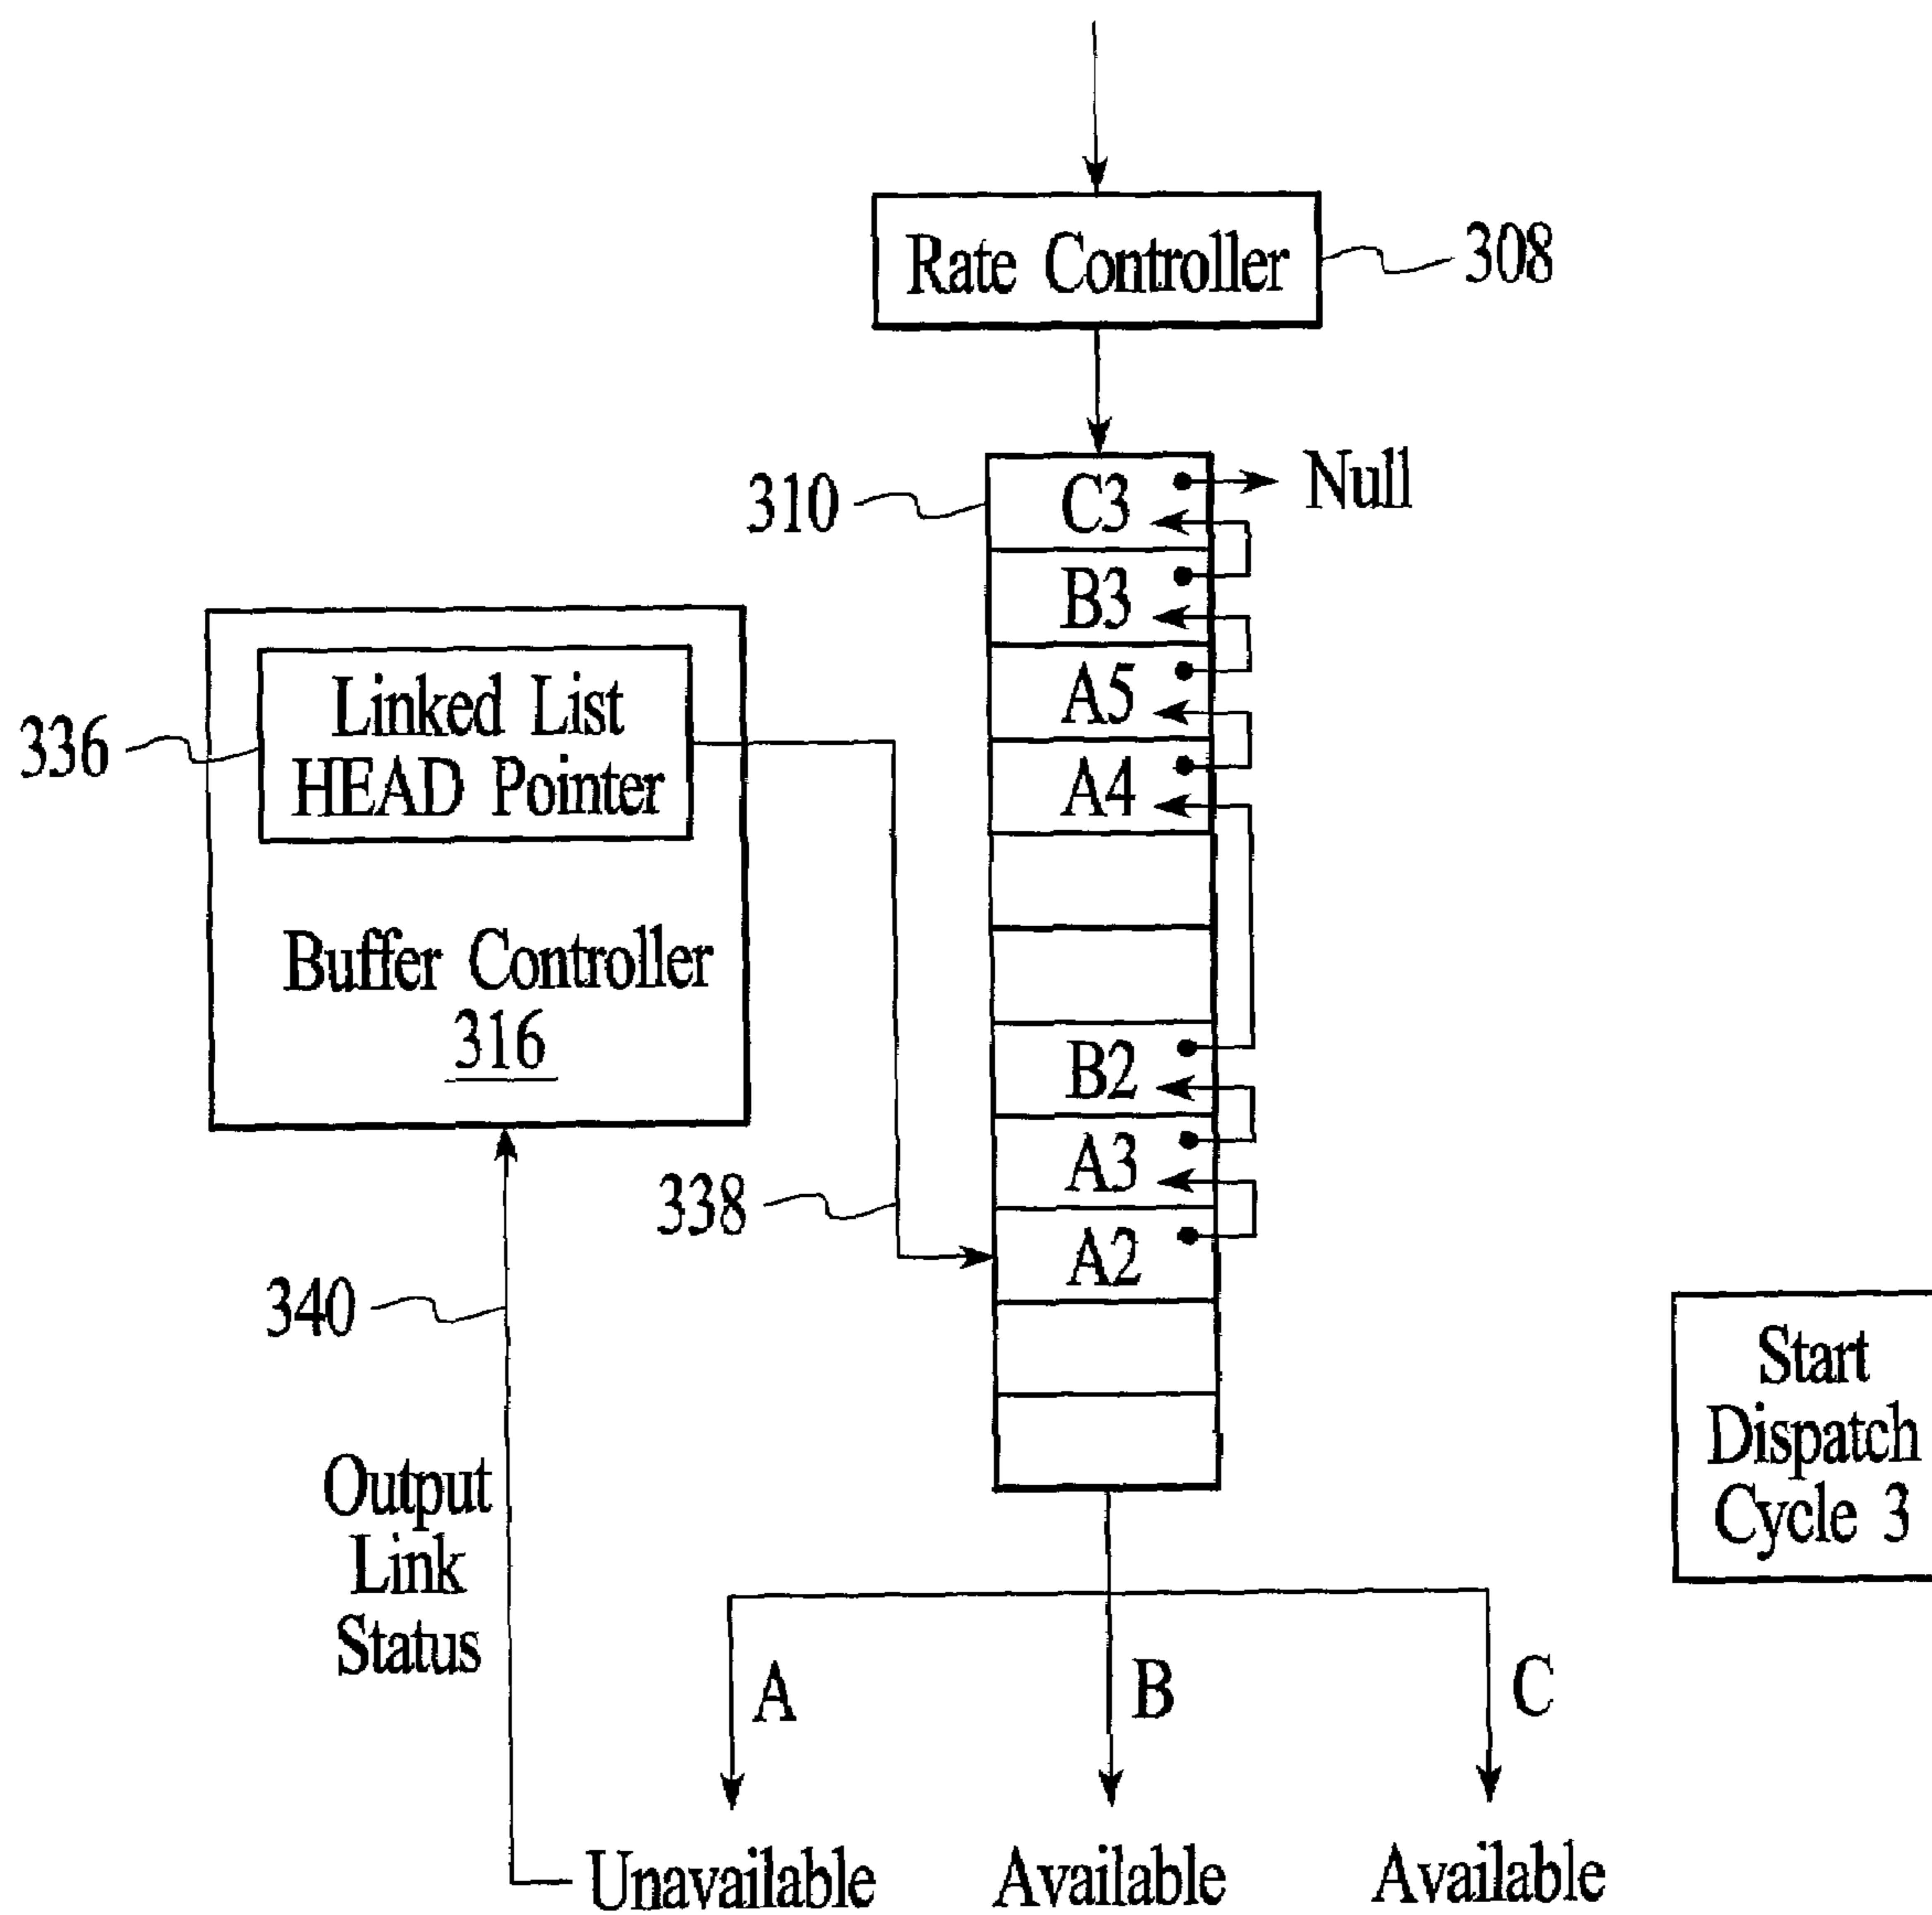 Rate Controller
308
310
C3
Null
B3
A5
A4
336
Linked List
HEAD Pointer
Buffer Controller
316
B2
A3
A2
338
340
Start
Dispatch
Cycle 3
Output
Link
Status
A
B
C
Unavailable
Available
Available